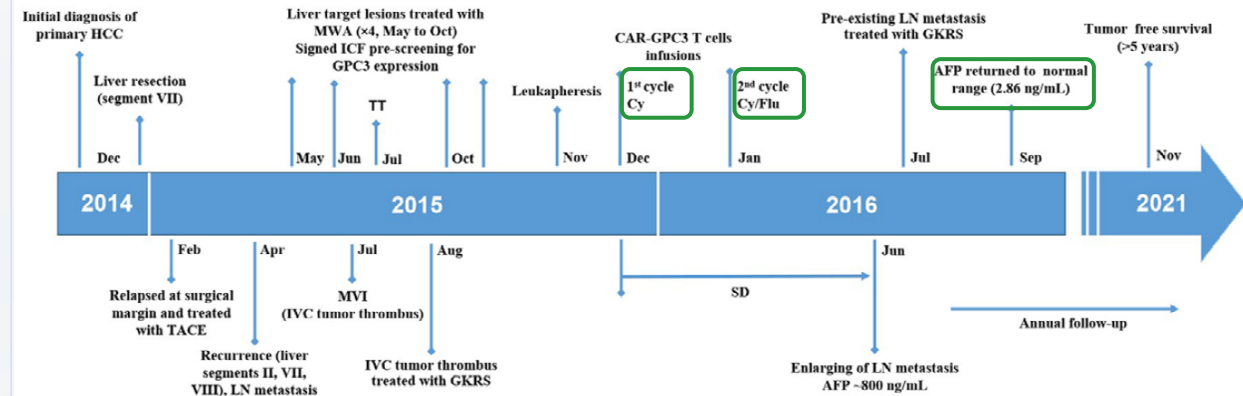 Initial diagnosis of
primary HCC
Liver resection
(segment VII)
Liver target lesions treated with
MWA (×4, May to Oct)
Signed ICF pre-screening for
GPC3 expression
TT
Leukapheresis
CAR-GPC3 T cells
infusions
1st cycle
Cy
2nd cycle
Cy/Flu
Pre-existing LN metastasis
treated with GKRS
AFP returned to normal
range (2.86 ng/mL)
Tumor free survival
(>5 years)
Dec
May
Jun
Jul
Oct
Nov
Dec
Jan
Jul
Sep
Nov
2014
2015
2016
2021
Feb
Apr
Jul
Aug
Jun
Relapsed at surgical
margin and treated
with TACE
Recurrence (liver
segments II, VII,
VIII), LN metastasis
MVI
(IVC tumor thrombus)
IVC tumor thrombus
treated with GKRS
SD
Enlarging of LN metastasis
AFP ~800 ng/mL
Annual follow-up